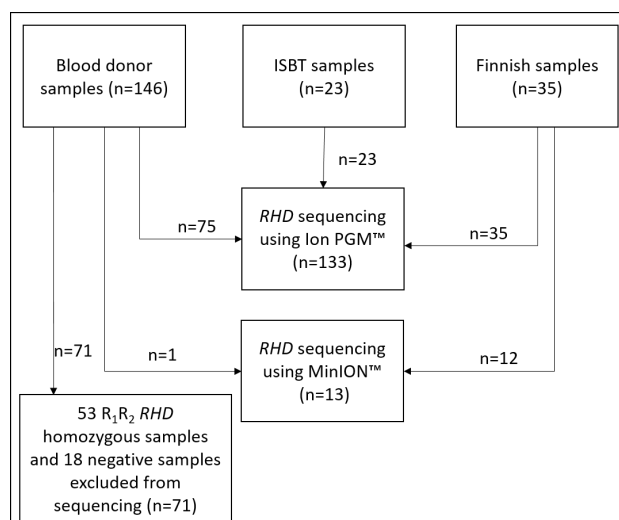 Blood donor
samples (n=146)
ISBT samples
(n=23)
Finnish samples
(n=35)
n=23
RHD sequencing
using Ion PGM™
(n=133)
n=75
n=35
n=71
n=1
RHD sequencing
using MinION™
(n=13)
n=12
53 R₁R₂ RHD
homozygous samples
and 18 negative samples
excluded from
sequencing (n=71)